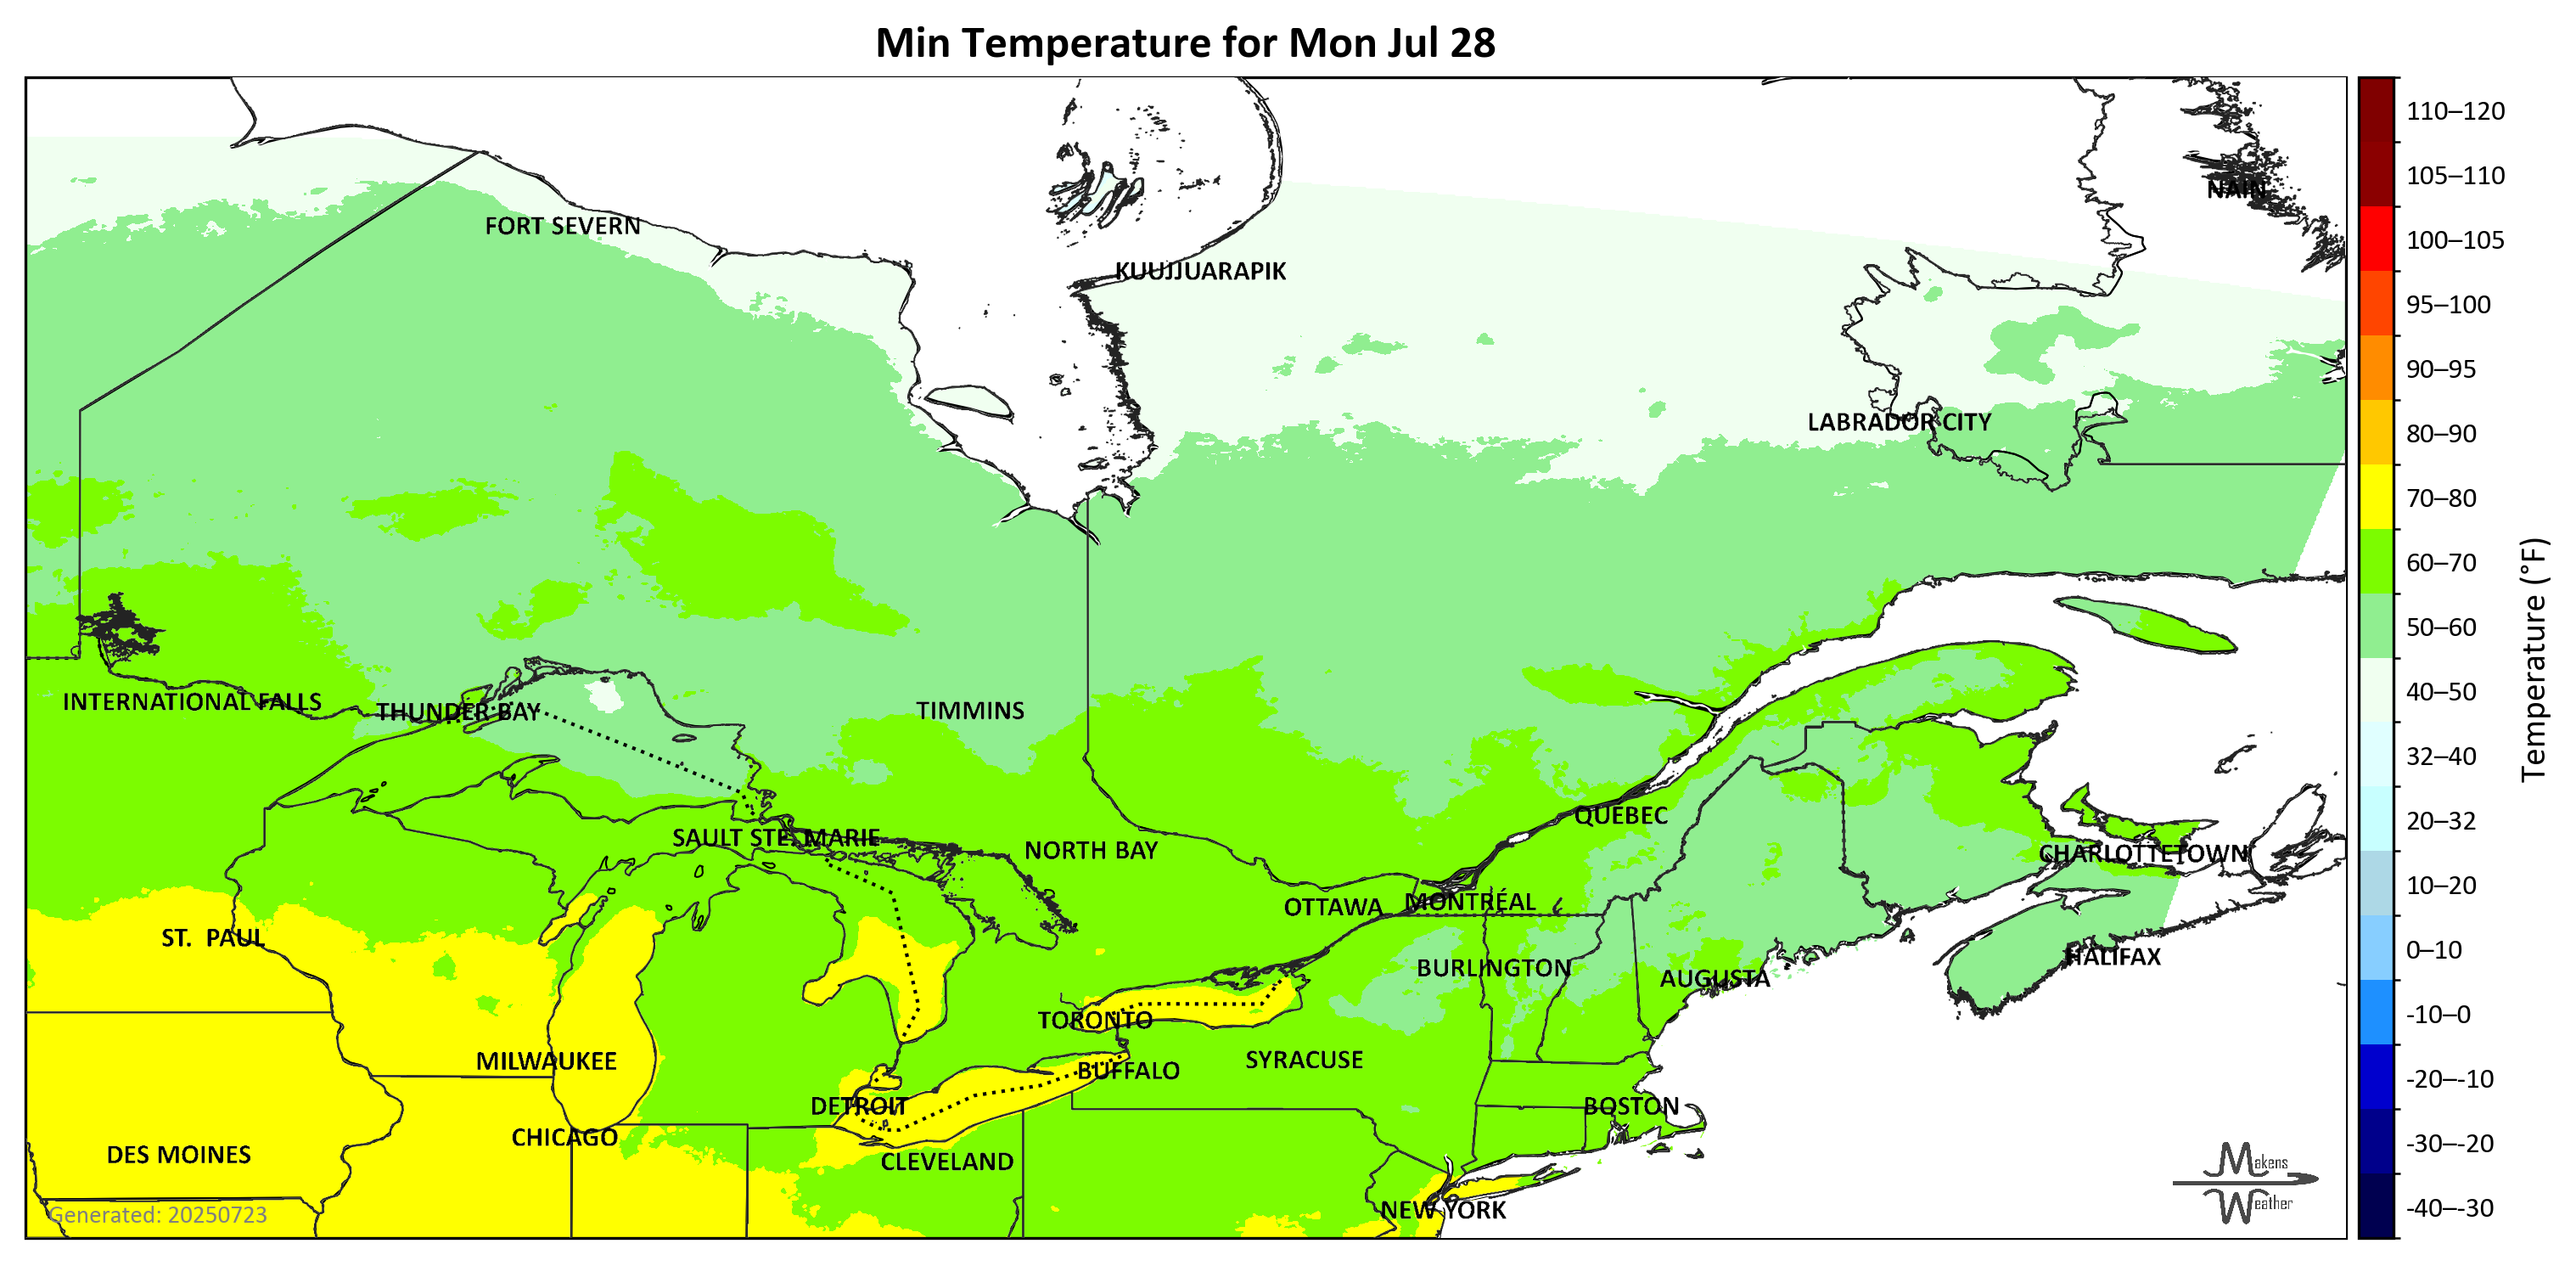 Min Temperature for Mon Jul 28
110–120
105–110
NAIN
FORT SEVERN
100–105
KUUJJUARAPIK
95–100
90–95
LABRADOR CITY
80–90
70–80
60–70
50–60
Temperature (°F)
INTERNATIONAL FALLS
THUNDER BAY
TIMMINS
40–50
32–40
QUÉBEC
20–32
SAULT STE. MARIE
NORTH BAY
CHARLOTTETOWN
10–20
OTTAWA
MONTRÉAL
ST. PAUL
0–10
BURLINGTON
AUGUSTA
HALIFAX
-10–0
TORONTO
MILWAUKEE
SYRACUSE
BUFFALO
-20–-10
DETROIT
BOSTON
CHICAGO
-30–-20
DES MOINES
CLEVELAND
Makens
Weather
NEW YORK
-40–-30
Generated: 20250723